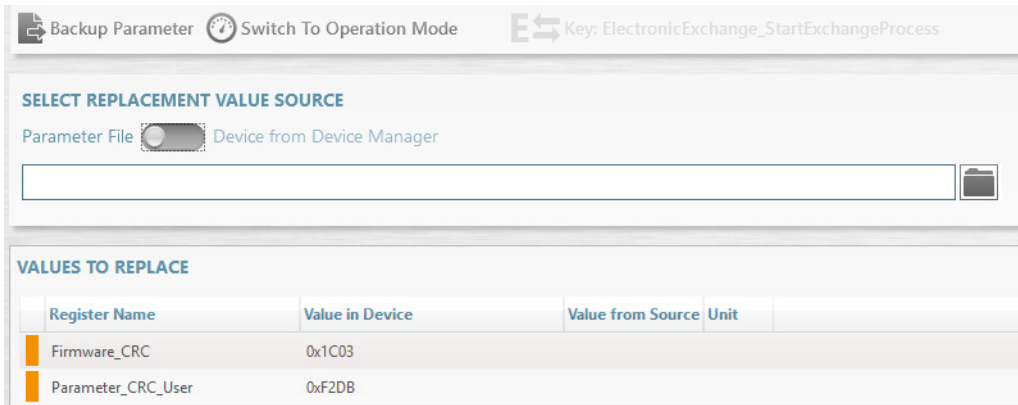 Backup Parameter Switch To Operation Mode E Key: ElectronicExchange_StartExchangeProcess
SELECT REPLACEMENT VALUE SOURCE
Parameter File Device from Device Manager
VALUES TO REPLACE
Register Name Value in Device Value from Source Unit
Firmware_CRC 0x1C03
Parameter_CRC_User 0xF2DB